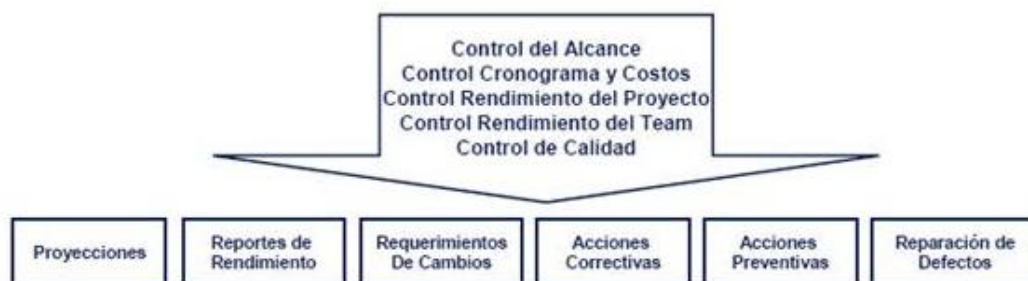 Control del Alcance
Control Cronograma y Costos
Control Rendimiento del Proyecto
Control Rendimiento del Team
Control de Calidad
Proyecciones
Reportes de
Rendimiento
Requerimientos
De Cambios
Acciones
Correctivas
Acciones
Preventivas
Reparación de
Defectos